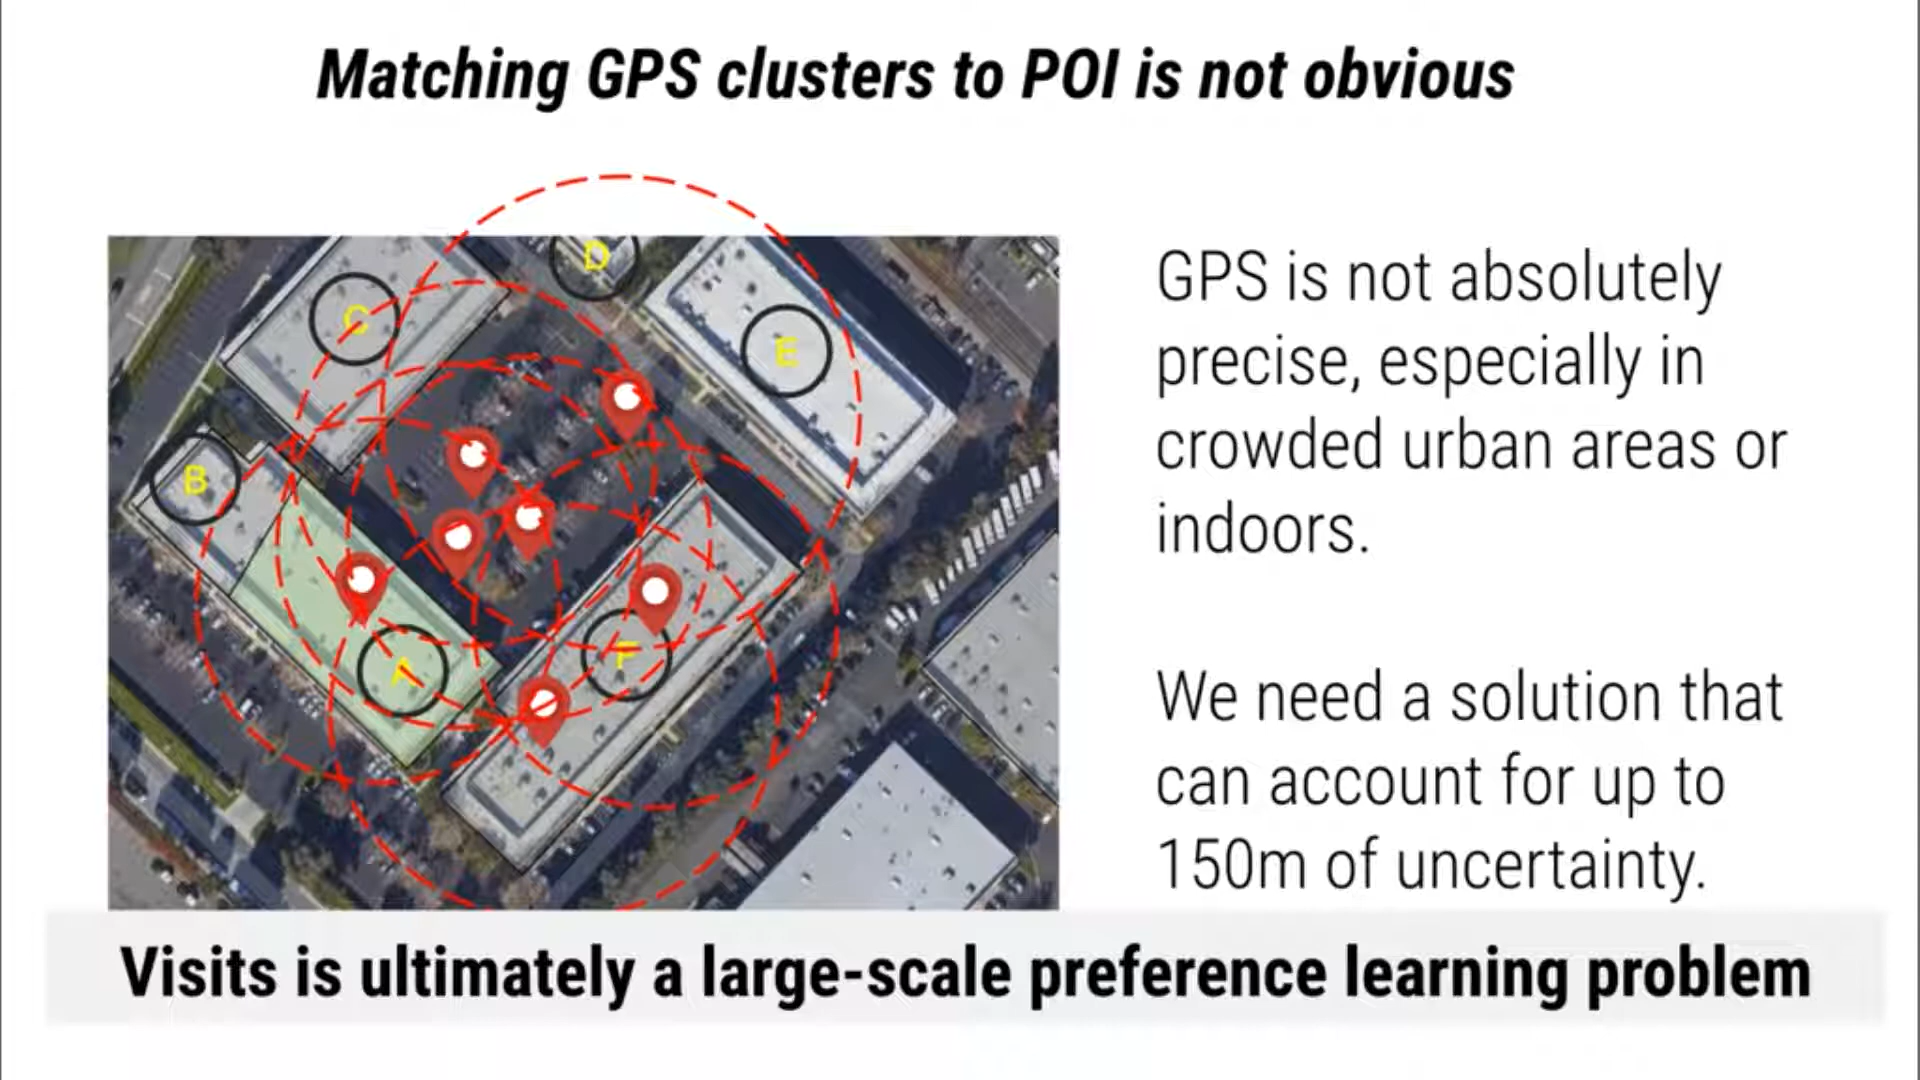 Matching GPS clusters to POI is not obvious
D
C
E
B
A
F
GPS is not absolutely
precise, especially in
crowded urban areas or
indoors.
We need a solution that
can account for up to
150m of uncertainty.
Visits is ultimately a large-scale preference learning problem